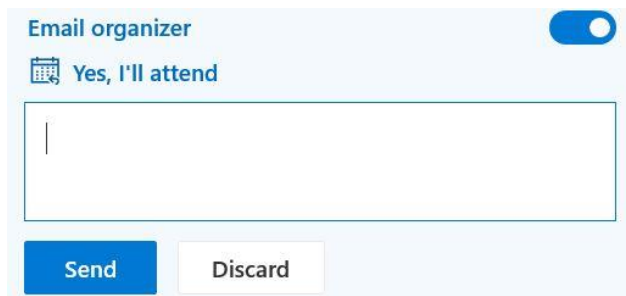 Email organizer
Yes, I'll attend
Send Discard